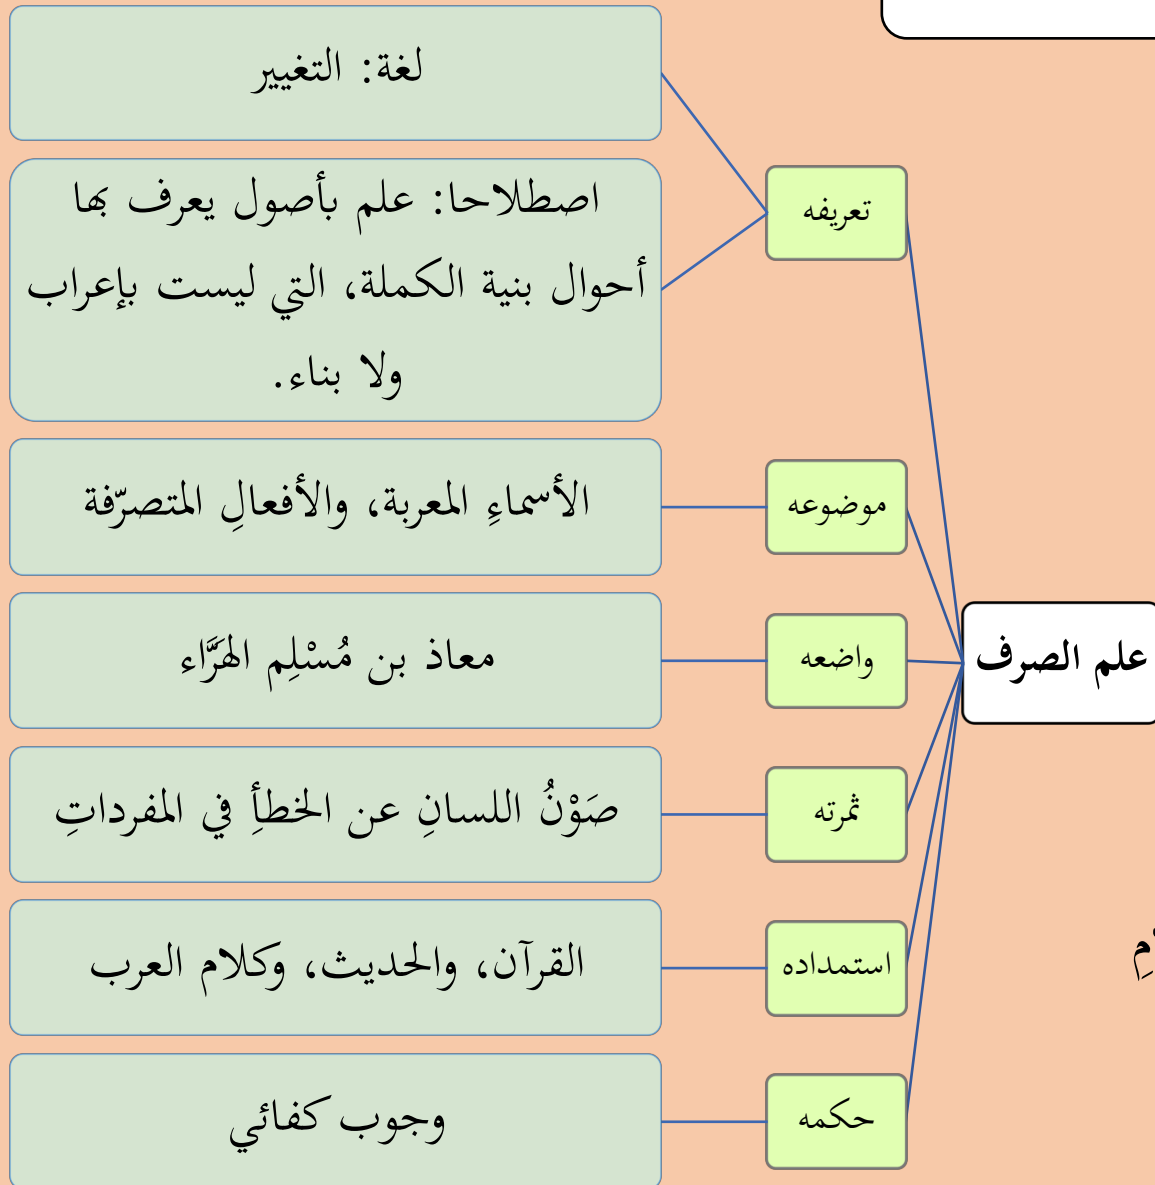 علم الصرف
تعريفه
لغة: التغيير
اصطلاحا: علم بأصول يعرف بها
أحوال بنية الكملة، التي ليست بإعراب
ولا بناء.
موضوعه
الأسماءِ المعربة، والأفعالِ المتصرّفة
واضعه
معاذ بن مُسْلِم الهَرَّاء
ثمرته
صَوْنُ اللسانِ عن الخطأِ في المفرداتِ
استمداده
القرآن، والحديث، وكلام العرب
حكمه
وجوب كفائي